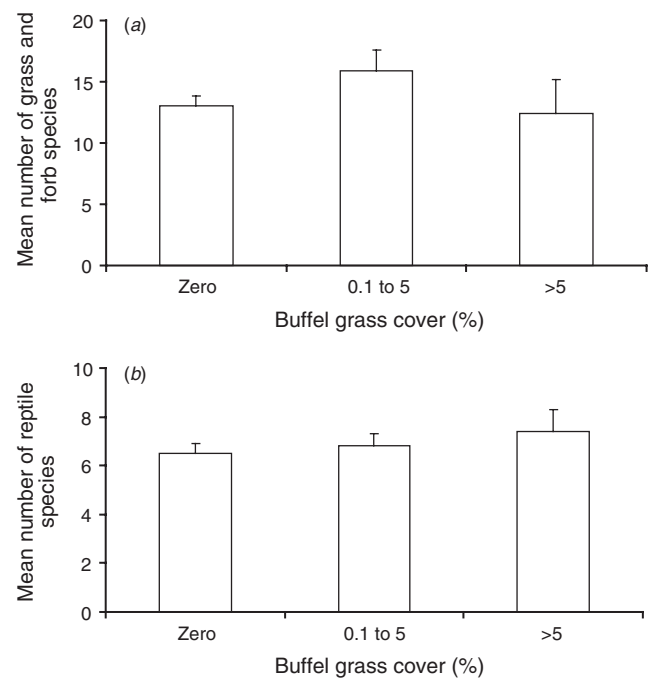 (a)
Mean number of grass and
forb species
20
15
10
5
0
Zero
0.1 to 5
>5
Buffel grass cover (%)
(b)
Mean number of reptile
species
10
8
6
4
2
0
Zero
0.1 to 5
>5
Buffel grass cover (%)